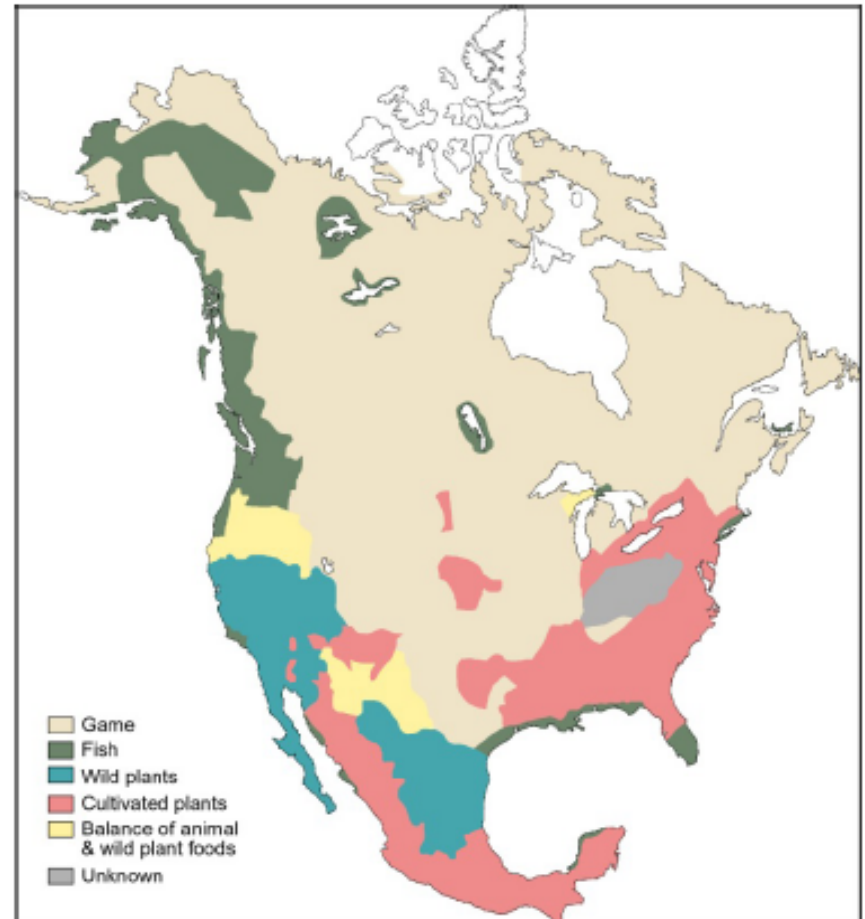 Game
Fish
Wild plants
Cultivated plants
Balance of animal
& wild plant foods
Unknown